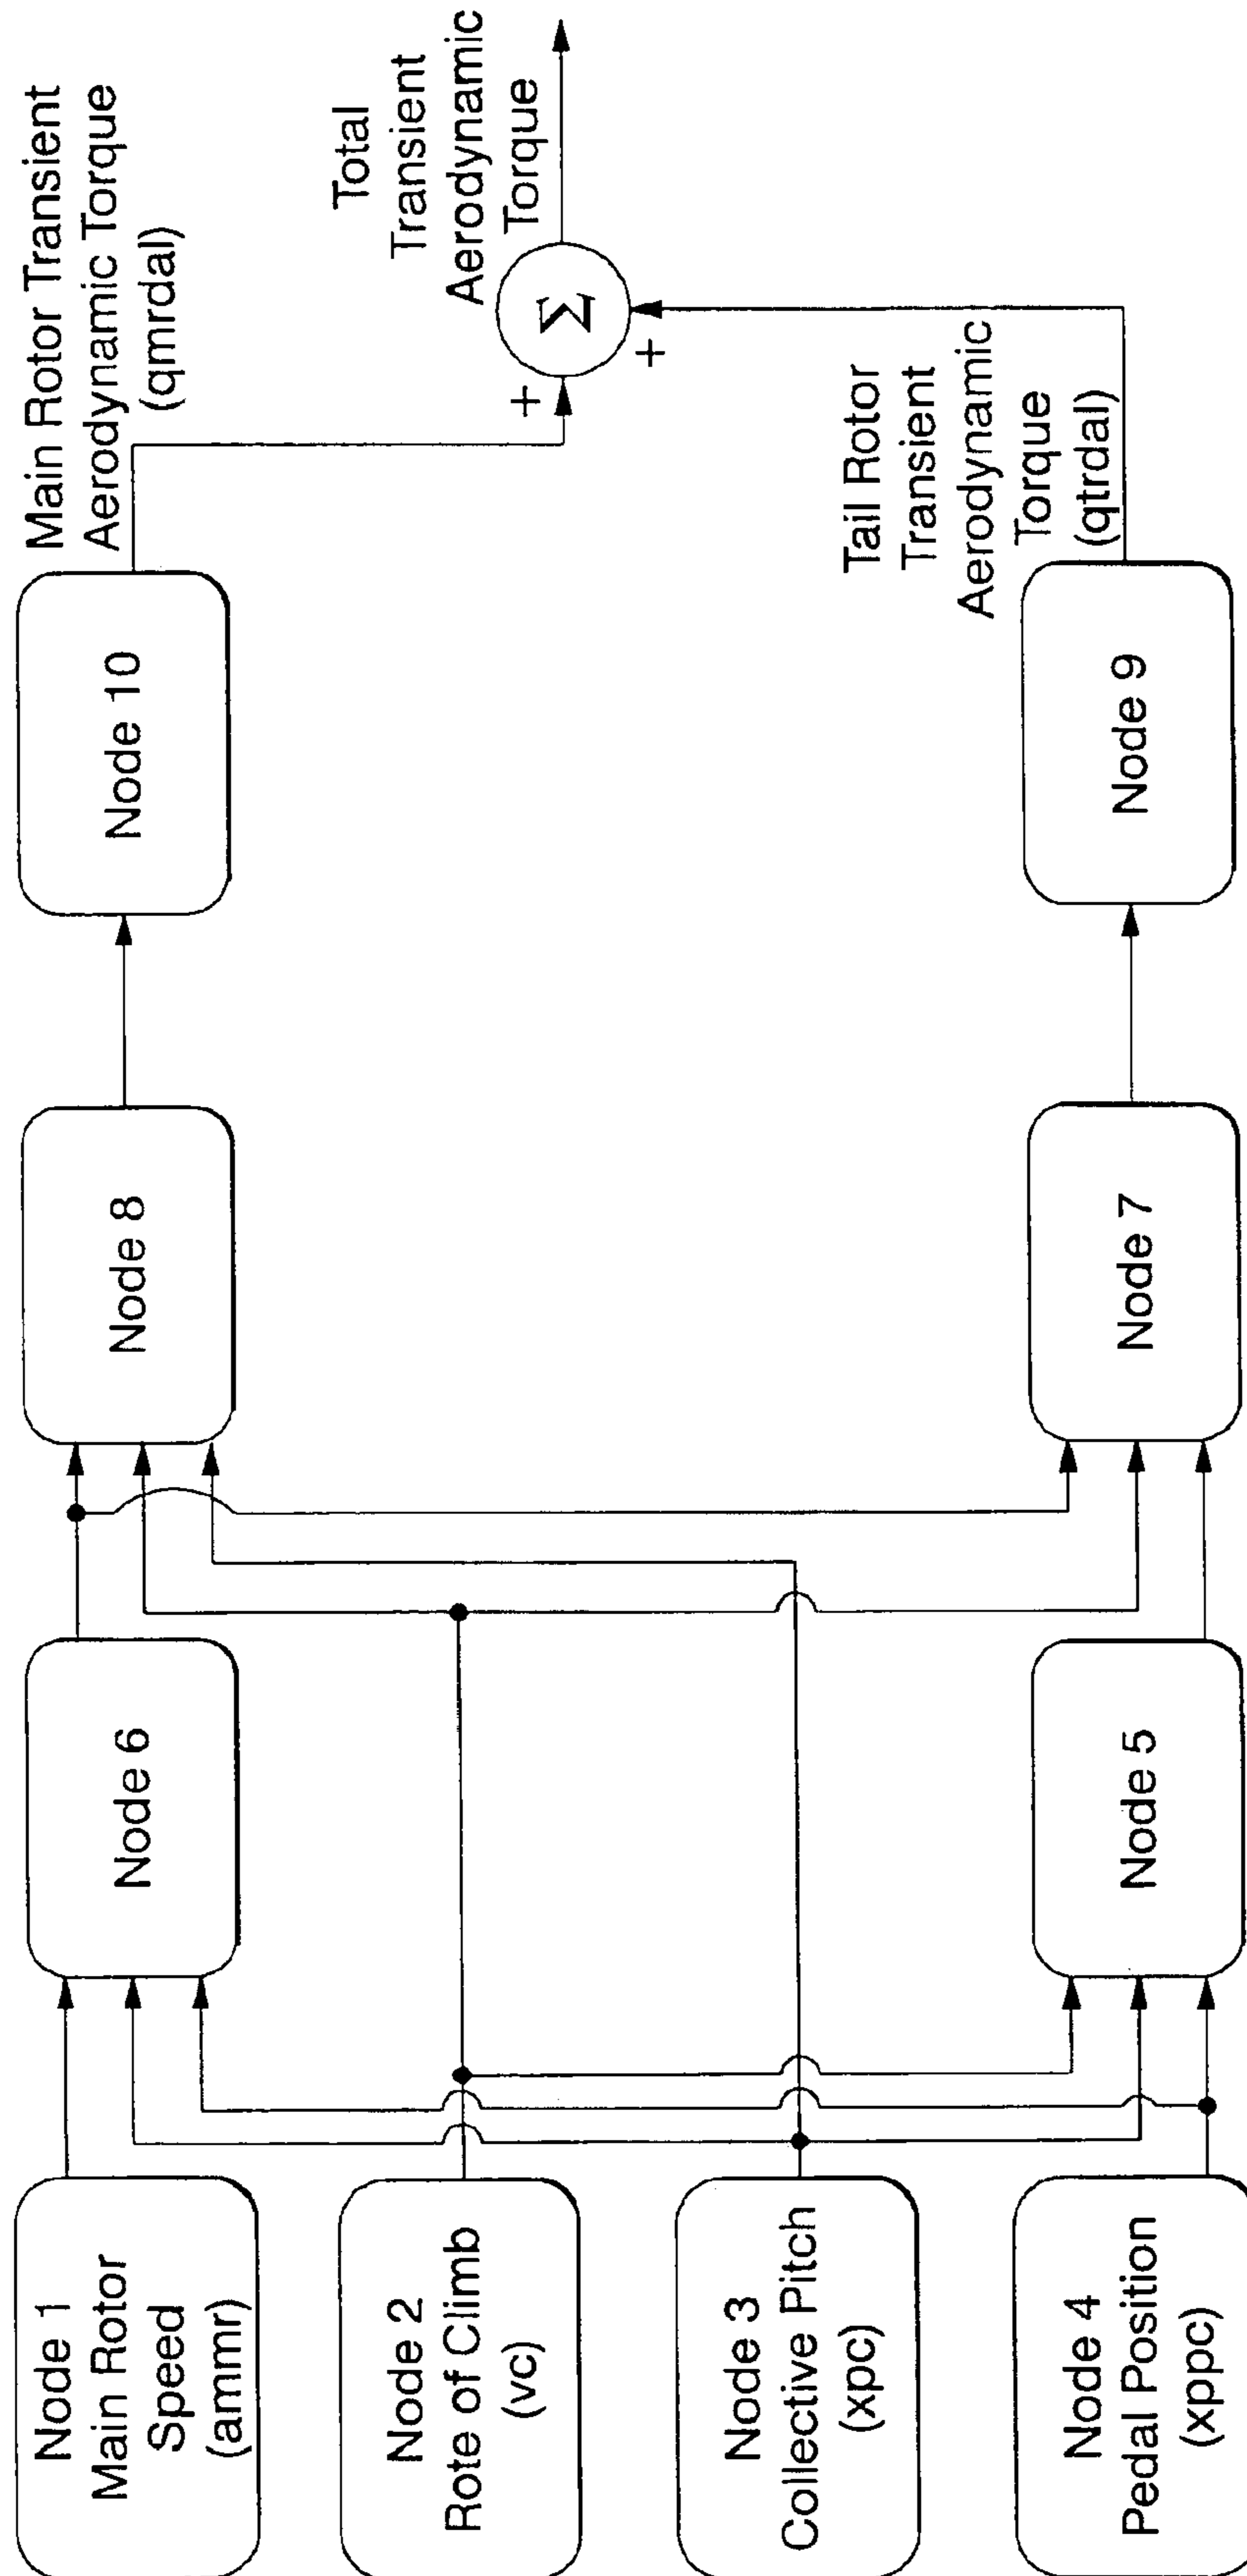 Node 1
Main Rotor
Speed
(ammr)
Node 2
Rote of Climb
(vc)
Node 3
Collective Pitch
(xpc)
Node 4
Pedal Position
(xppc)
Node 6
Node 5
Node 8
Node 7
Node 10
Node 9
Main Rotor Transient
Aerodynamic Torque
(qmrdal)
Tail Rotor
Transient
Aerodynamic
Torque
(qtrdal)
+
+
Σ
Total
Transient
Aerodynamic
Torque